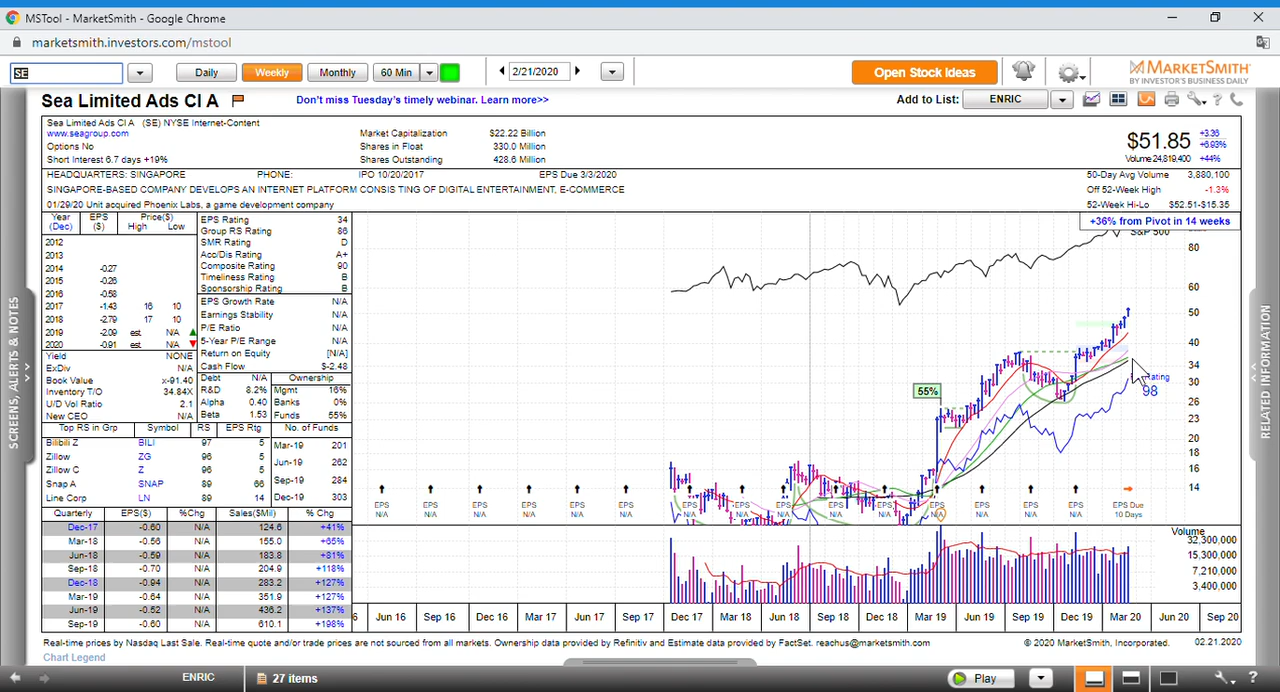 MSTool - MarketSmith - Google Chrome
marketsmith.investors.com/mstool
SE Daily Weekly Monthly 60 Min 2/21/2020 Open Stock Ideas MARKETSMITH
BY INVESTOR'S BUSINESS DAILY
Sea Limited Ads Cl A Don't miss Tuesday's timely webinar. Learn more>> Add to List: ENRIC
Sea Limited Ads Cl A (SE) NYSE Internet-Content
www.seagroup.com Market Capitalization $22.22 Billion $51.85 +3.36
Options No Shares in Float 330.0 Million +6.93%
Short Interest 6.7 days +19% Shares Outstanding 428.6 Million Volume 24,819,400 +44%
HEADQUARTERS: SINGAPORE PHONE: IPO 10/20/2017 EPS Due 3/3/2020 50-Day Avg Volume 3,880,100
SINGAPORE-BASED COMPANY DEVELOPS AN INTERNET PLATFORM CONSIS TING OF DIGITAL ENTERTAINMENT, E-COMMERCE Off 52-Week High -1.3%
01/29/20 Unit acquired Phoenix Labs, a game development company 52-Week Hi-Lo $52.51-$15.35
+36% from Pivot in 14 weeks
S&P 500
Year EPS Price($)
(Dec) ($) High Low
2012
2013
2014 -0.27
2015 -0.26
2016 -0.58
2017 -1.43 16 10
2018 -2.79 17 10
2019 -2.09 est N/A
2020 -0.91 est N/A
Yield NONE
ExDiv N/A
Book Value x-91.40
Inventory T/O 34.84X
U/D Vol Ratio 2.1
New CEO N/A
EPS Rating 34
Group RS Rating 86
SMR Rating D
Acc/Dis Rating A+
Composite Rating 90
Timeliness Rating B
Sponsorship Rating B
EPS Growth Rate N/A
Earnings Stability N/A
P/E Ratio N/A
5-Year P/E Range N/A
Return on Equity [N/A]
Cash Flow $-2.48
Debt N/A
R&D 8.2%
Alpha 0.40
Beta 1.53
Ownership
Mgmt 16%
Banks 0%
Funds 55%
Top RS in Grp Symbol RS EPS Rtg
Bilibili Z BILI 97 5
Zillow ZG 96 5
Zillow C Z 96 5
Snap A SNAP 89 66
Line Corp LN 89 14
No. of Funds
Mar-19 201
Jun-19 262
Sep-19 284
Dec-19 303
Quarterly EPS($) %Chg Sales($Mil) % Chg
Dec-17 -0.60 N/A 124.6 +41%
Mar-18 -0.56 N/A 155.0 +65%
Jun-18 -0.59 N/A 183.8 +81%
Sep-18 -0.70 N/A 204.9 +118%
Dec-18 -0.94 N/A 283.2 +127%
Mar-19 -0.64 N/A 351.9 +127%
Jun-19 -0.52 N/A 436.2 +137%
Sep-19 -0.60 N/A 610.1 +198%
80
60
50
40
34
30
26
23
20
18
16
14
55%
98
EPS EPS EPS EPS EPS EPS EPS EPS EPS EPS EPS EPS EPS EPS EPS EPS Due
N/A N/A N/A N/A N/A N/A N/A N/A N/A N/A N/A N/A N/A N/A N/A 10 Days
Volume
32,300,000
15,300,000
7,210,000
3,400,000
6 Jun 16 Sep 16 Dec 16 Mar 17 Jun 17 Sep 17 Dec 17 Mar 18 Jun 18 Sep 18 Dec 18 Mar 19 Jun 19 Sep 19 Dec 19 Mar 20 Jun 20 Sep 20
Real-time prices by Nasdaq Last Sale. Real-time quote and/or trade prices are not sourced from all markets. Ownership data provided by Refinitiv and Estimate data provided by FactSet. reachus@marketsmith.com © 2020 MarketSmith, Incorporated. 02.21.2020
Chart Legend
ENRIC 27 items Play
SCREENS, ALERTS & NOTES
RELATED INFORMATION